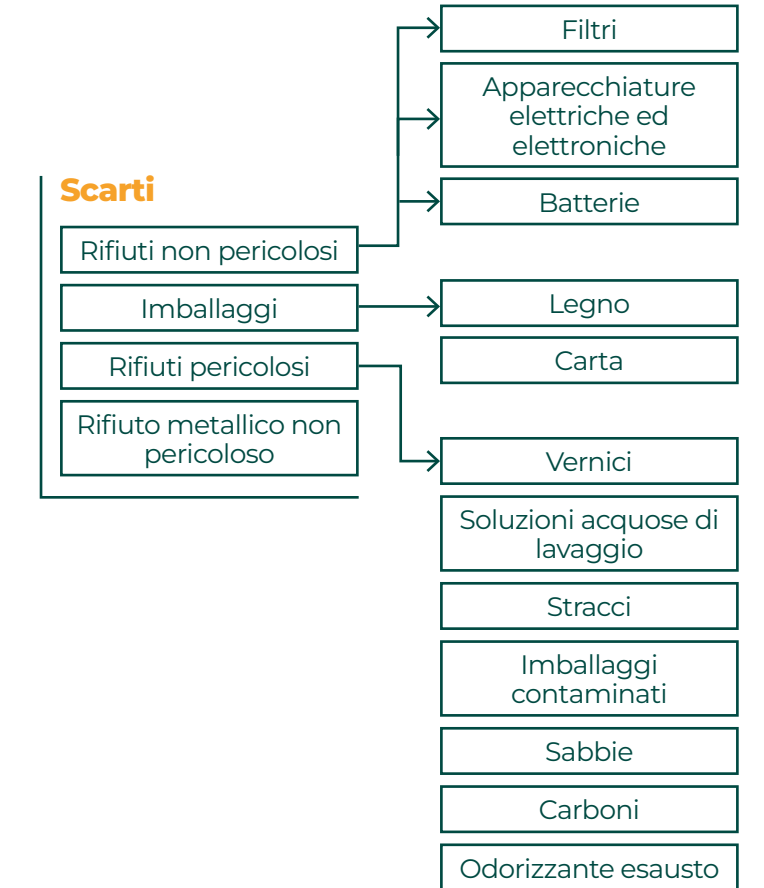 Scarti
Rifiuti non pericolosi
Imballaggi
Rifiuti pericolosi
Rifiuto metallico non
pericoloso
Filtri
Apparecchiature
elettriche ed
elettroniche
Batterie
Legno
Carta
Vernici
Soluzioni acquose di
lavaggio
Stracci
Imballaggi
contaminati
Sabbie
Carboni
Odorizzante esausto